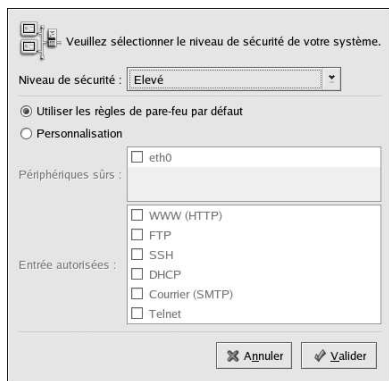 Veuillez sélectionner le niveau de sécurité de votre système.
Niveau de sécurité : Elevé
Utiliser les règles de pare-feu par défaut
Personnalisation
Périphériques sûrs :
eth0
Entrée autorisées :
WWW (HTTP)
FTP
SSH
DHCP
Courrier (SMTP)
Telnet
Annuler Valider